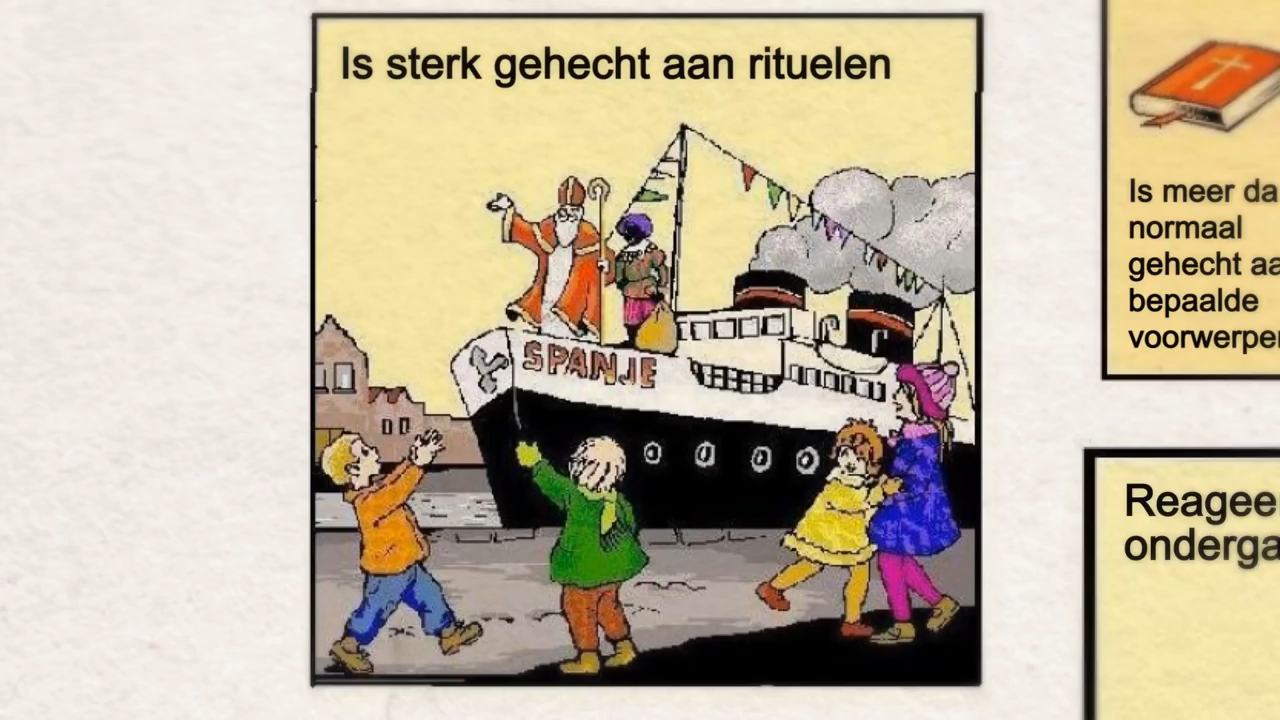 Is sterk gehecht aan rituelen
SPANJE
Is meer da
normaal
gehecht aa
bepaalde
voorwerpe
Reagee
onderga